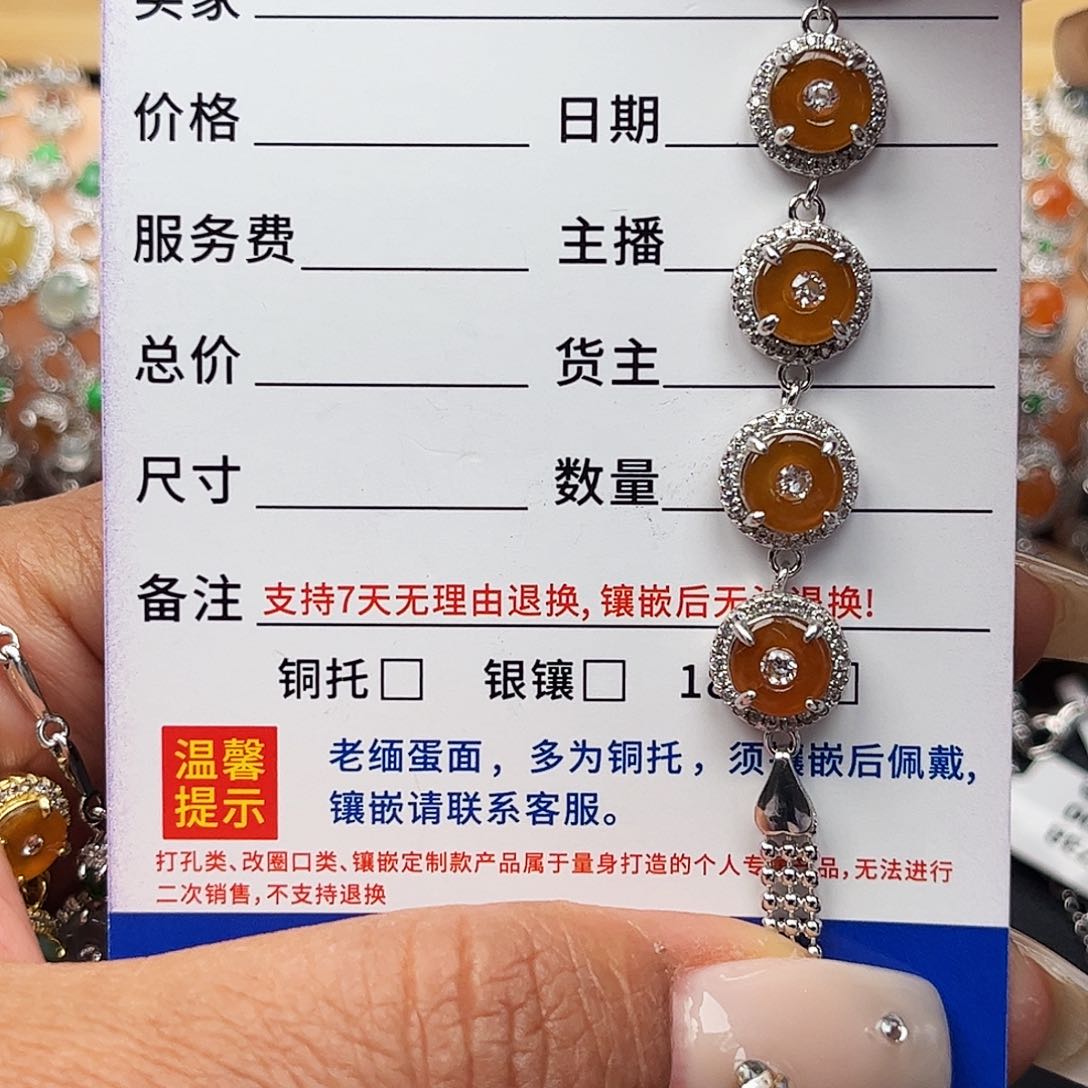 价格 日期
服务费 主播
总价 货主
尺寸 数量
备注 支持7天无理由退换,镶嵌后无 退换!
铜托□ 银镶□ 18 □
温馨
提示
老缅蛋面，多为铜托，须镶嵌后佩戴,
镶嵌请联系客服。
打孔类、改圈口类、镶嵌定制款产品属于量身打造的个人专 品,无法进行
二次销售,不支持退换